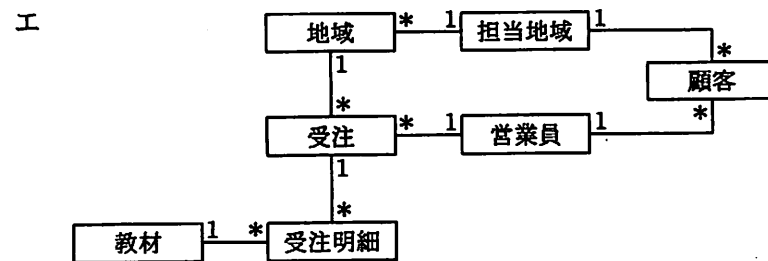 エ
地域 * 1 担当地域 1
1 *
顧客
* *
受注 * 1 営業員 1
1
*
教材 1 * 受注明細